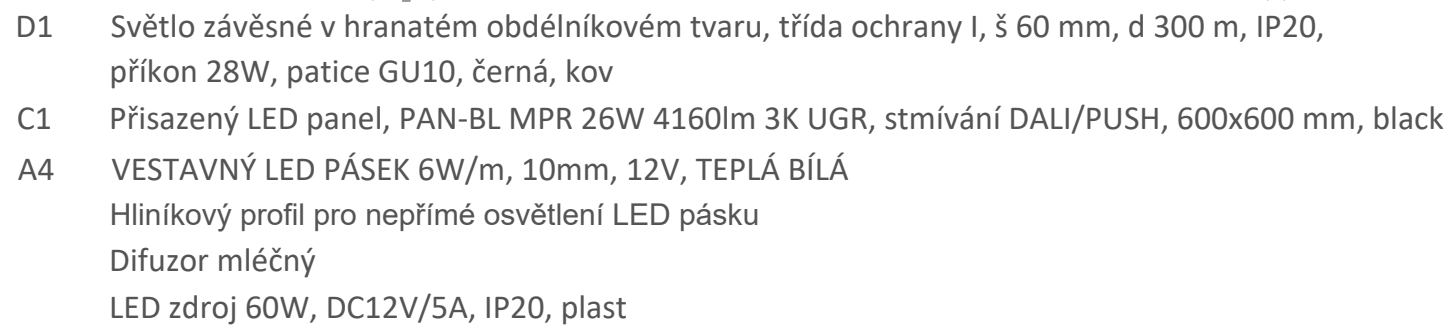 D1 Světlo závěsné v hranatém obdélníkovém tvaru, třída ochrany I, š 60 mm, d 300 m, IP20,
příkon 28W, patice GU10, černá, kov
C1 Přisazený LED panel, PAN-BL MPR 26W 4160lm 3K UGR, stmívání DALI/PUSH, 600x600 mm, black
A4 VESTAVNÝ LED PÁSEK 6W/m, 10mm, 12V, TEPLÁ BÍLÁ
Hliníkový profil pro nepřímé osvětlení LED pásku
Difuzor mléčný
LED zdroj 60W, DC12V/5A, IP20, plast